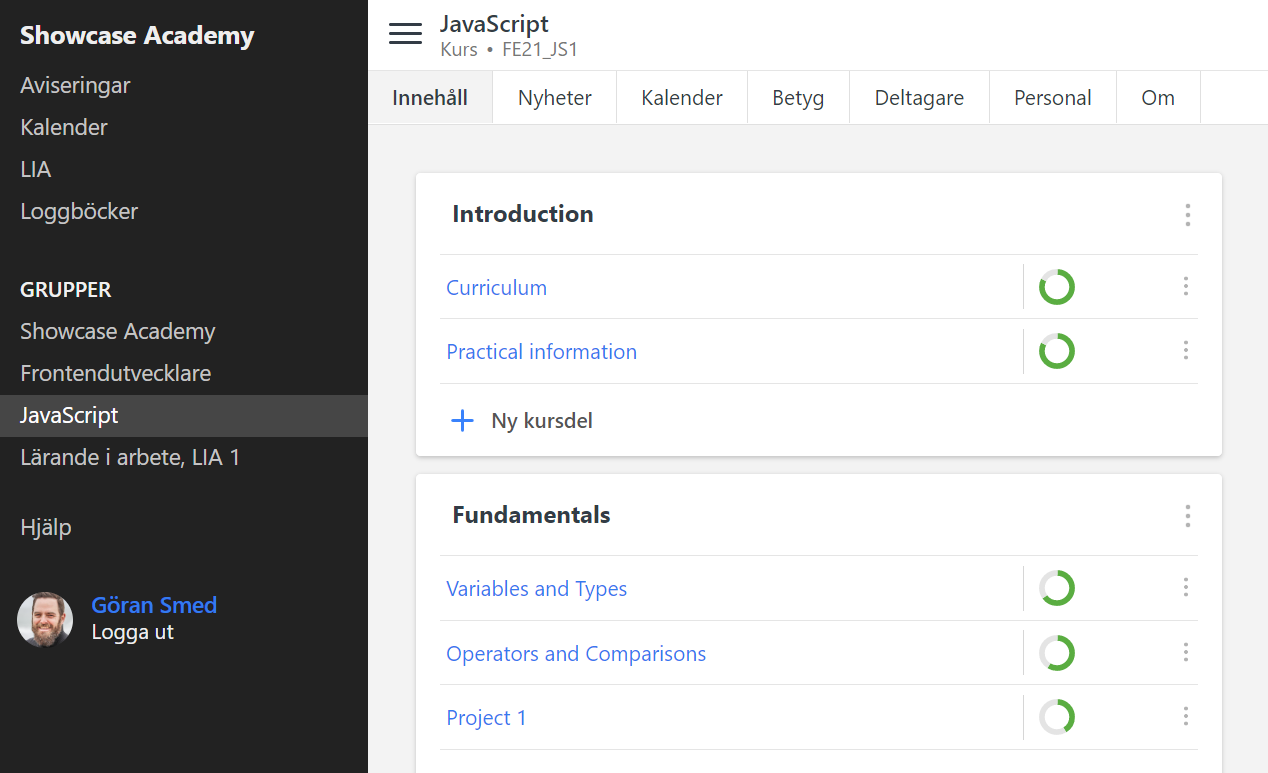 Showcase Academy
Aviseringar
Kalender
LIA
Loggböcker
GRUPPER
Showcase Academy
Frontendutvecklare
JavaScript
Lärande i arbete, LIA 1
Hjälp
Göran Smed
Logga ut
JavaScript
Kurs • FE21_JS1
Innehåll Nyheter Kalender Betyg Deltagare Personal Om
Introduction
Curriculum
Practical information
Ny kursdel
Fundamentals
Variables and Types
Operators and Comparisons
Project 1